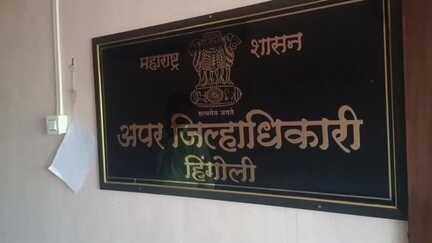 महाराष्ट्र शासन
सत्यमेव जयते
अपर जिल्हाधिकारी
हिंगोली